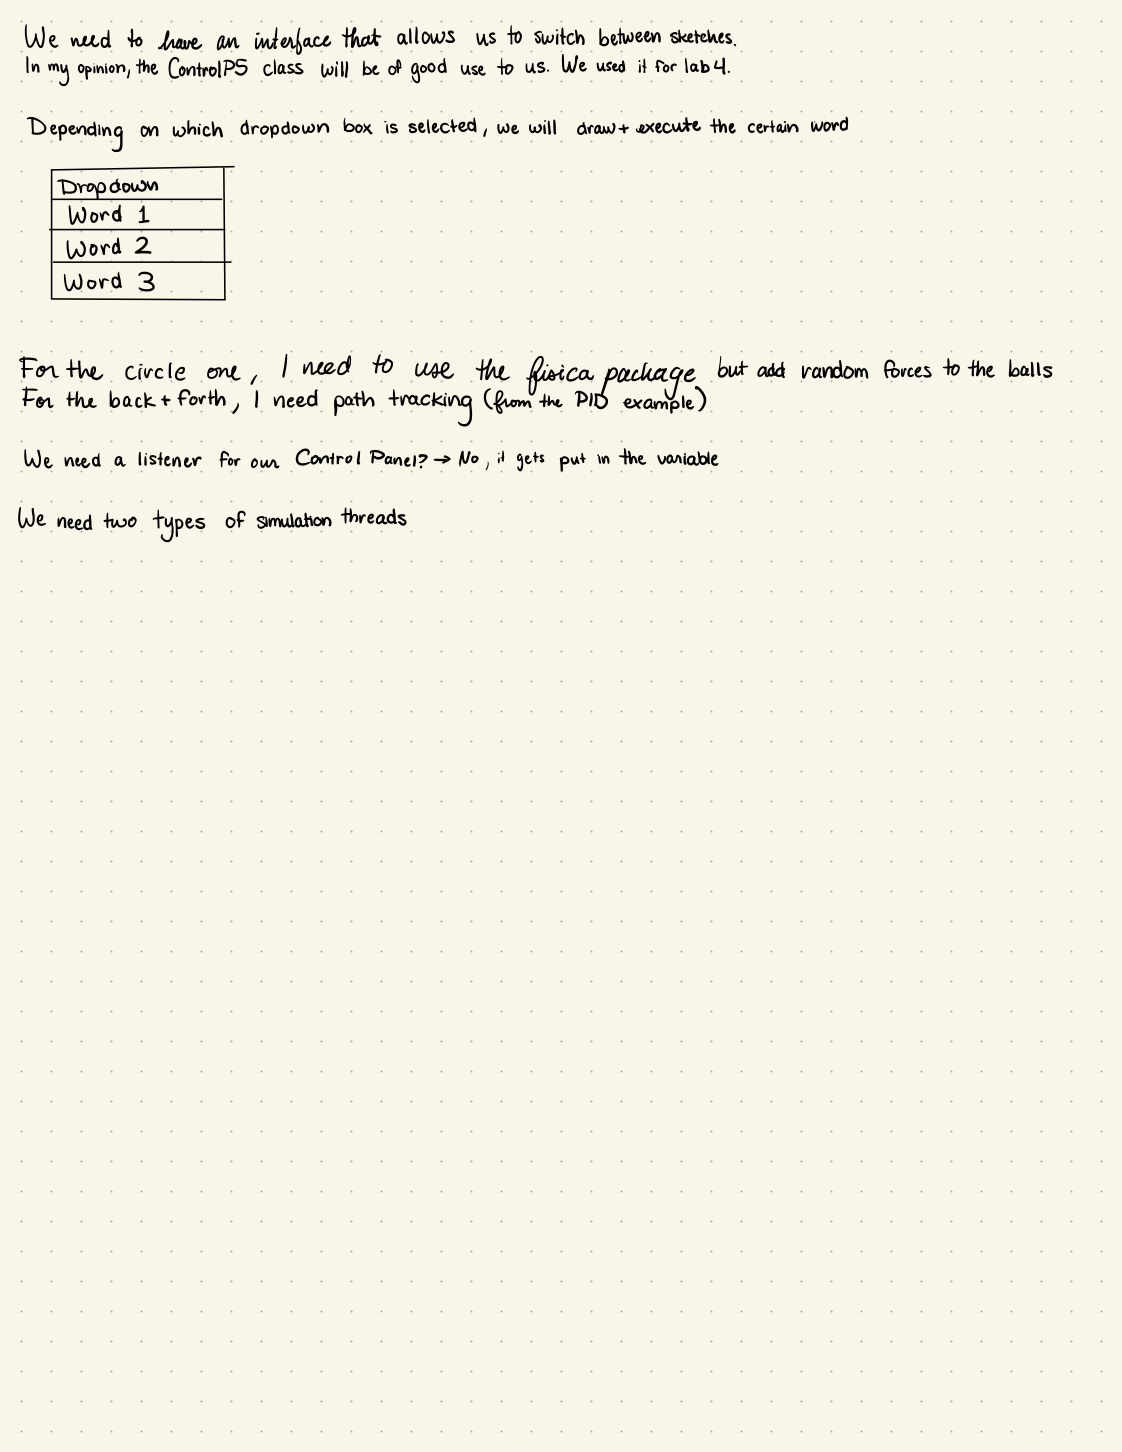 We need to have an interface that allows us to switch between sketches.
In my opinion, the ControlP5 class will be of good use to us. We used it for lab 4.
Depending on which dropdown box is selected, we will draw + execute the certain word
Dropdown
Word 1
Word 2
Word 3
For the circle one, I need to use the fisica package but add random forces to the balls
For the back + forth, I need path tracking (from the PID example)
We need a listener for our Control Panel? → No, it gets put in the variable
We need two types of simulation threads